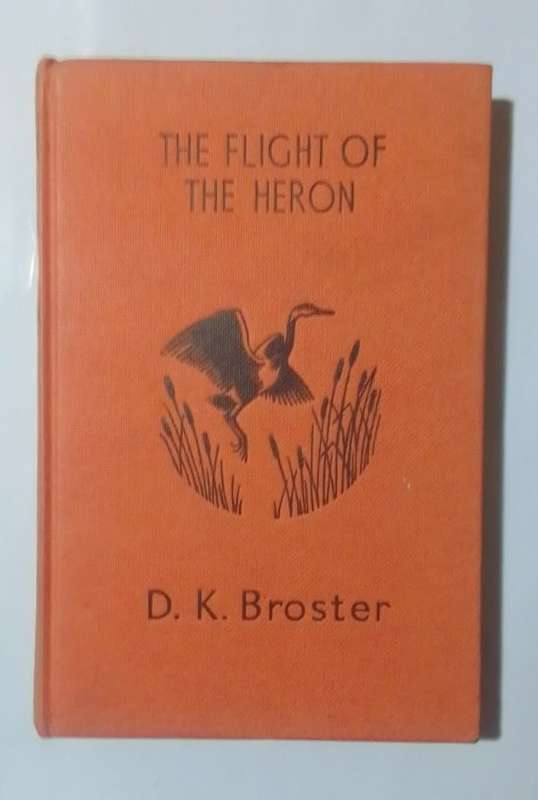 THE FLIGHT OF
THE HERON
D. K. Broster